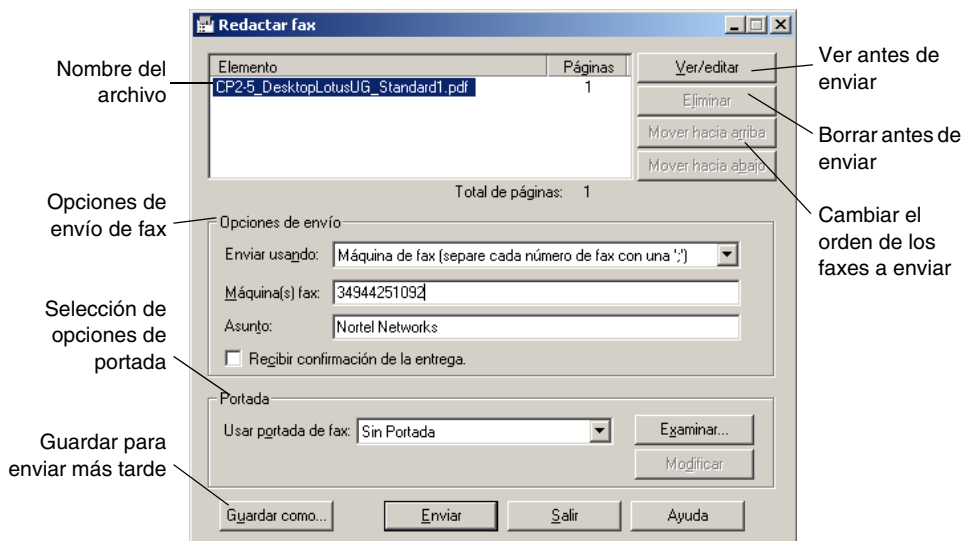 Redactar fax
Nombre del
archivo
Elemento Páginas
CP2-5_DesktopLotusUG_Standard1.pdf 1
Total de páginas: 1
Ver/editar
Eliminar
Mover hacia arriba
Mover hacia abajo
Ver antes de
enviar
Borrar antes de
enviar
Cambiar el
orden de los
faxes a enviar
Opciones de
envío de fax
Opciones de envío
Enviar usando: Máquina de fax (separe cada número de fax con una ';')
Máquina(s) fax: 34944251092
Asunto: Nortel Networks
Recibir confirmación de la entrega.
Selección de
opciones de
portada
Portada
Usar portada de fax: Sin Portada
Examinar...
Modificar
Guardar para
enviar más tarde
Guardar como... Enviar Salir Ayuda